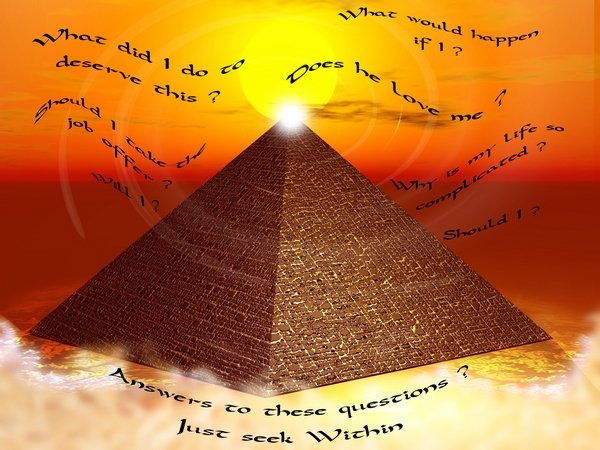 What did I do to
deserve this ?
What would happen
if I ?
Does he love me ?
Should I take the
job offer ?
Will I ?
Why is my life so
complicated ?
Should I ?
Answers to these questions ?
Just seek Within